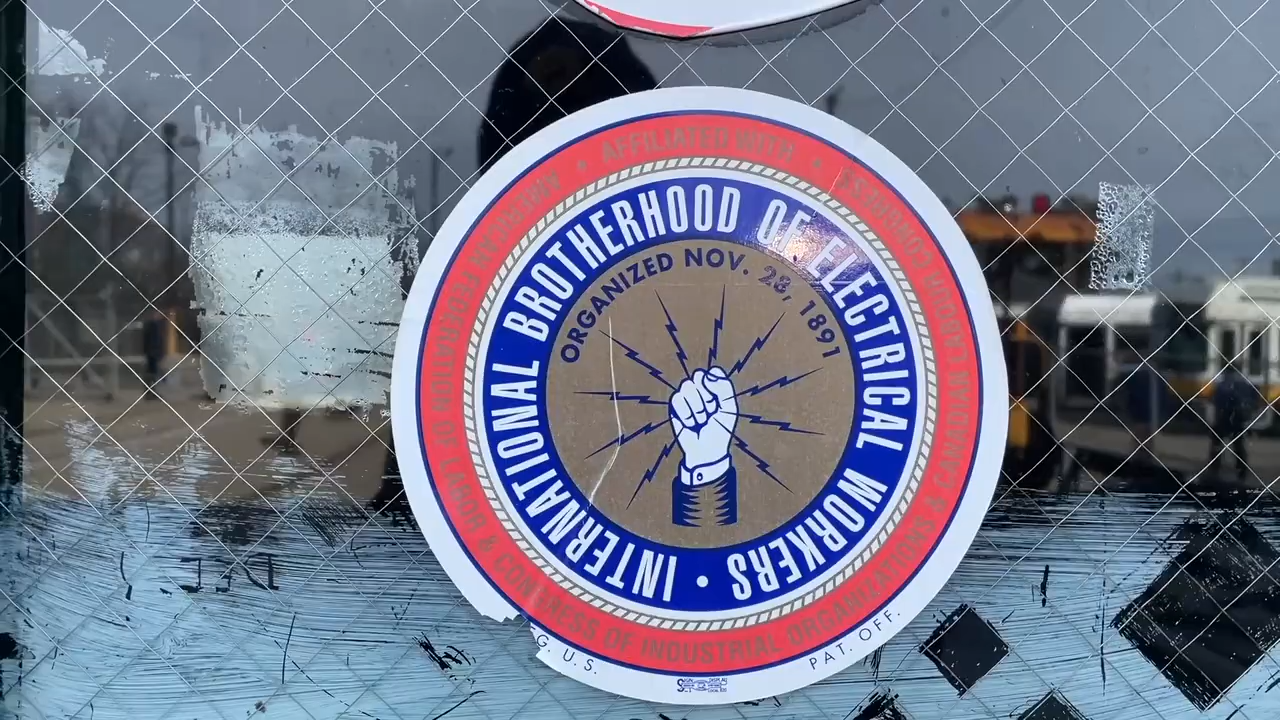 AFFILIATED WITH
AMERICAN FEDERATION OF LABOR & CONGRESS OF INDUSTRIAL ORGANIZATIONS & CANADIAN LABOUR CONGRESS
INTERNATIONAL BROTHERHOOD OF ELECTRICAL WORKERS
ORGANIZED NOV. 28, 1891
G. U. S. PAT. OFF.